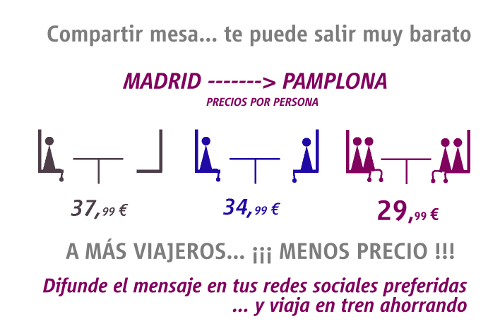 Compartir mesa... te puede salir muy barato
MADRID -------> PAMPLONA
PRECIOS POR PERSONA
37,99 € 34,99 € 29,99 €
A MÁS VIAJEROS... ¡¡¡ MENOS PRECIO !!!
Difunde el mensaje en tus redes sociales preferidas
... y viaja en tren ahorrando